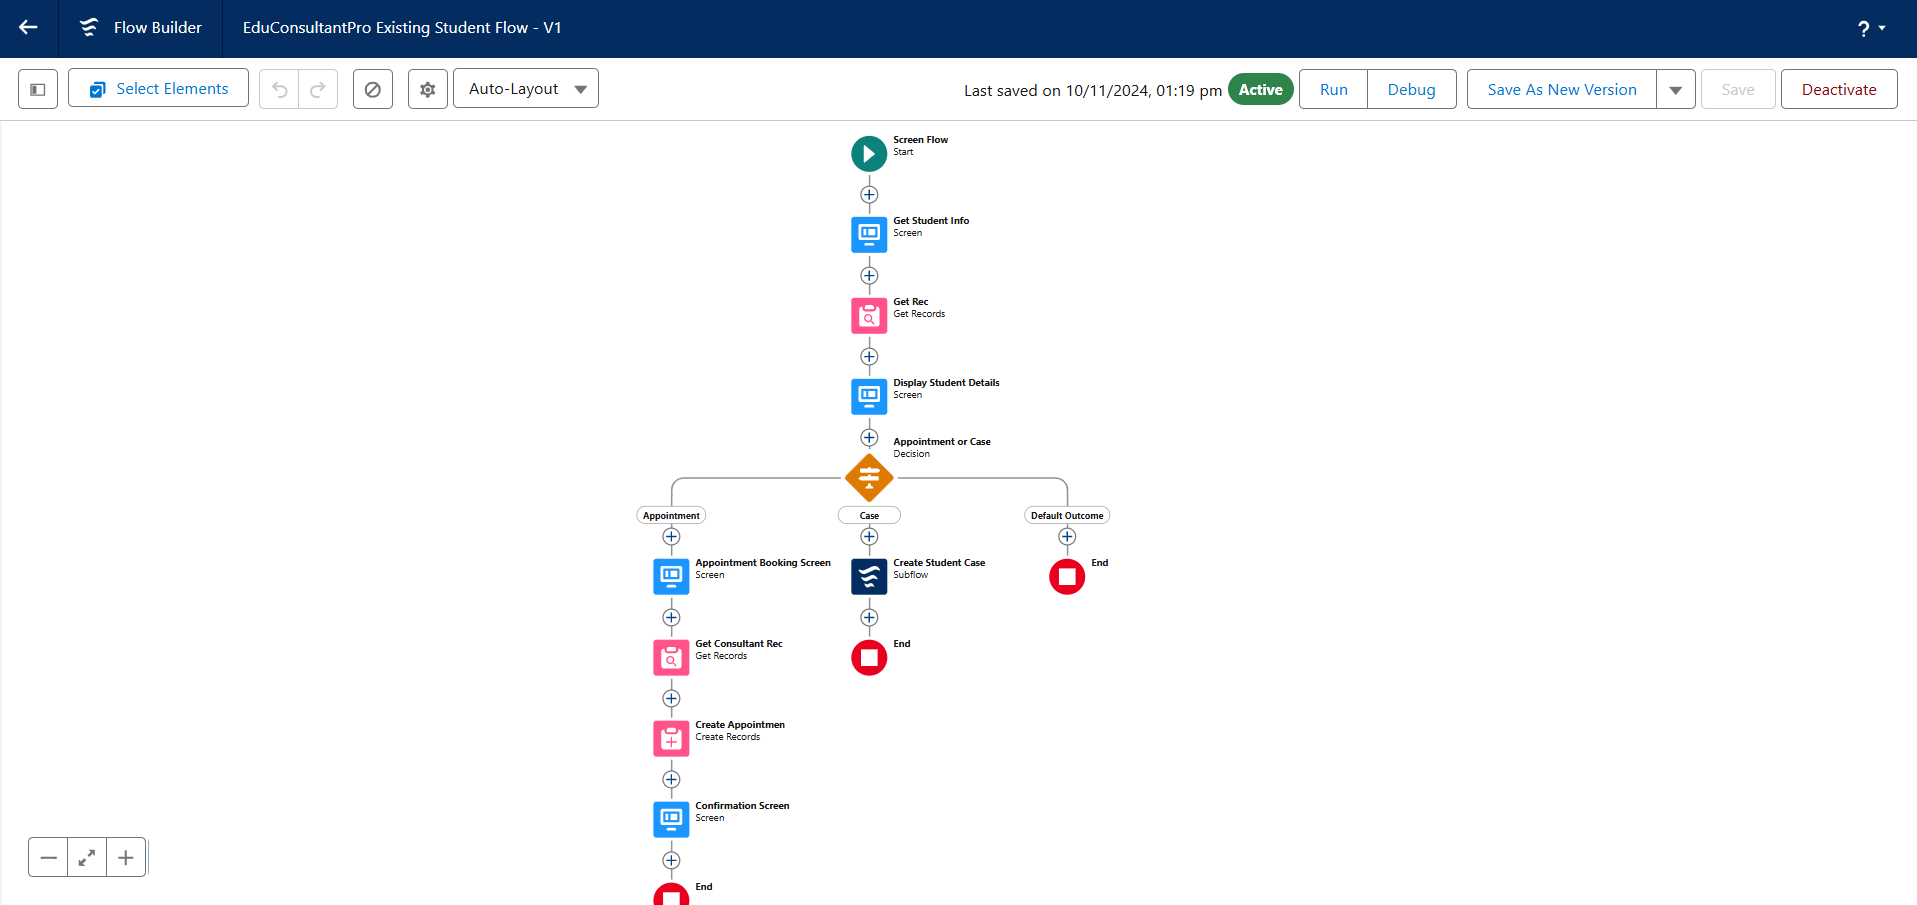 Flow Builder
EduConsultantPro Existing Student Flow - V1
?
Select Elements
Auto-Layout
Last saved on 10/11/2024, 01:19 pm
Active
Run
Debug
Save As New Version
Save
Deactivate
Screen Flow
Start
Get Student Info
Screen
Get Rec
Get Records
Display Student Details
Screen
Appointment or Case
Decision
Appointment
Case
Default Outcome
Appointment Booking Screen
Screen
Create Student Case
Subflow
End
Get Consultant Rec
Get Records
End
Create Appointmen
Create Records
Confirmation Screen
Screen
End